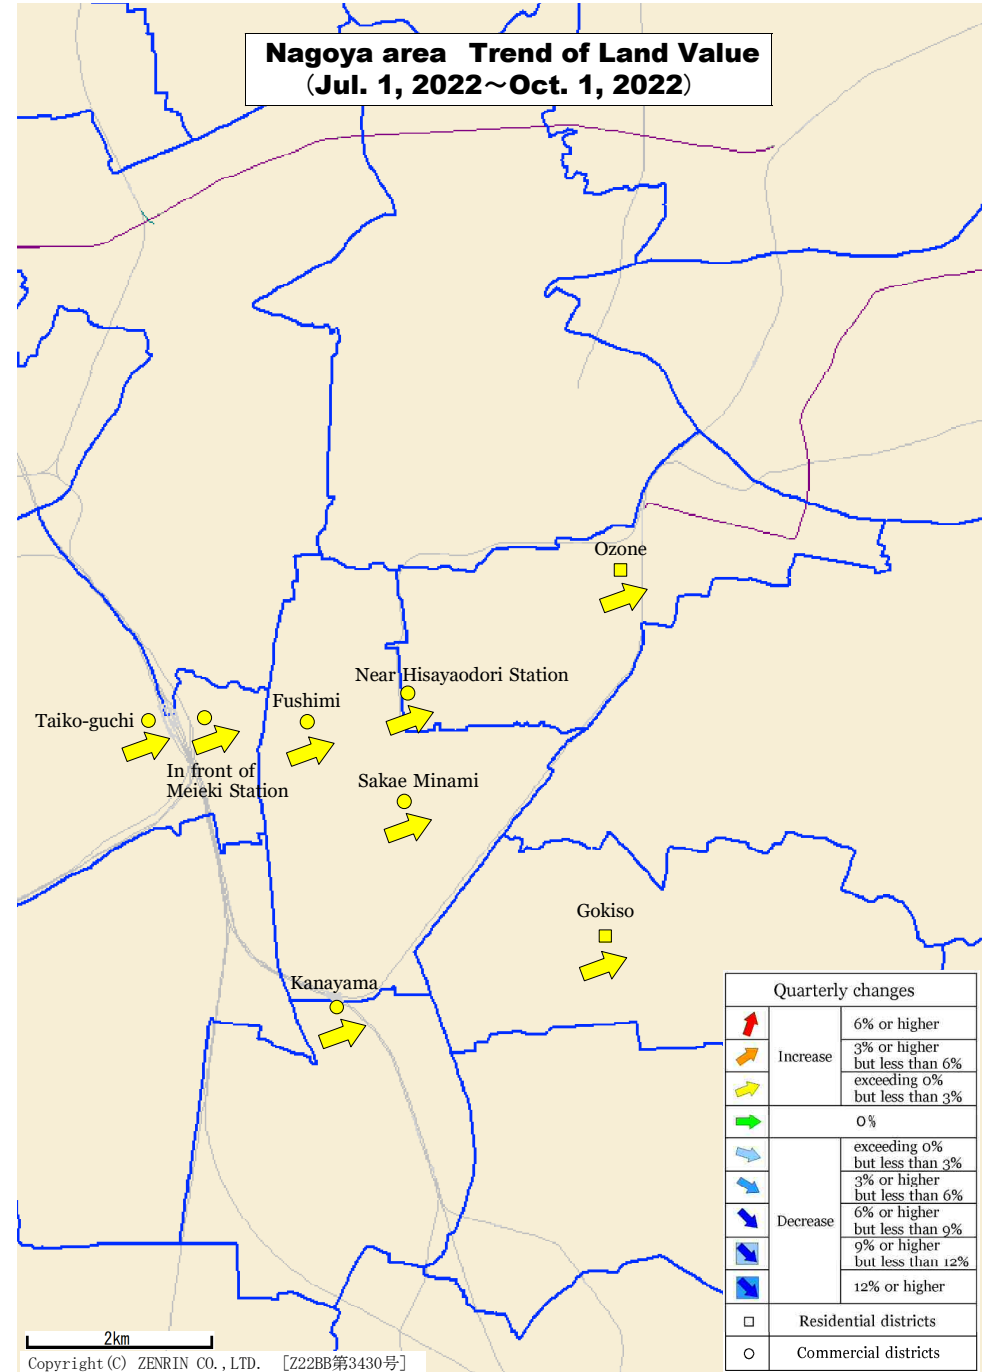 Nagoya area Trend of Land Value
(Jul. 1, 2022～Oct. 1, 2022)
Ozone
Near Hisayaodori Station
Fushimi
Taiko-guchi
In front of
Meieki Station
Sakae Minami
Gokiso
Kanayama
Quarterly changes
Increase
6% or higher
3% or higher
but less than 6%
exceeding 0%
but less than 3%
0%
Decrease
exceeding 0%
but less than 3%
3% or higher
but less than 6%
6% or higher
but less than 9%
9% or higher
but less than 12%
12% or higher
Residential districts
Commercial districts
2km
Copyright(C) ZENRIN CO.,LTD. [Z22BB第3430号]